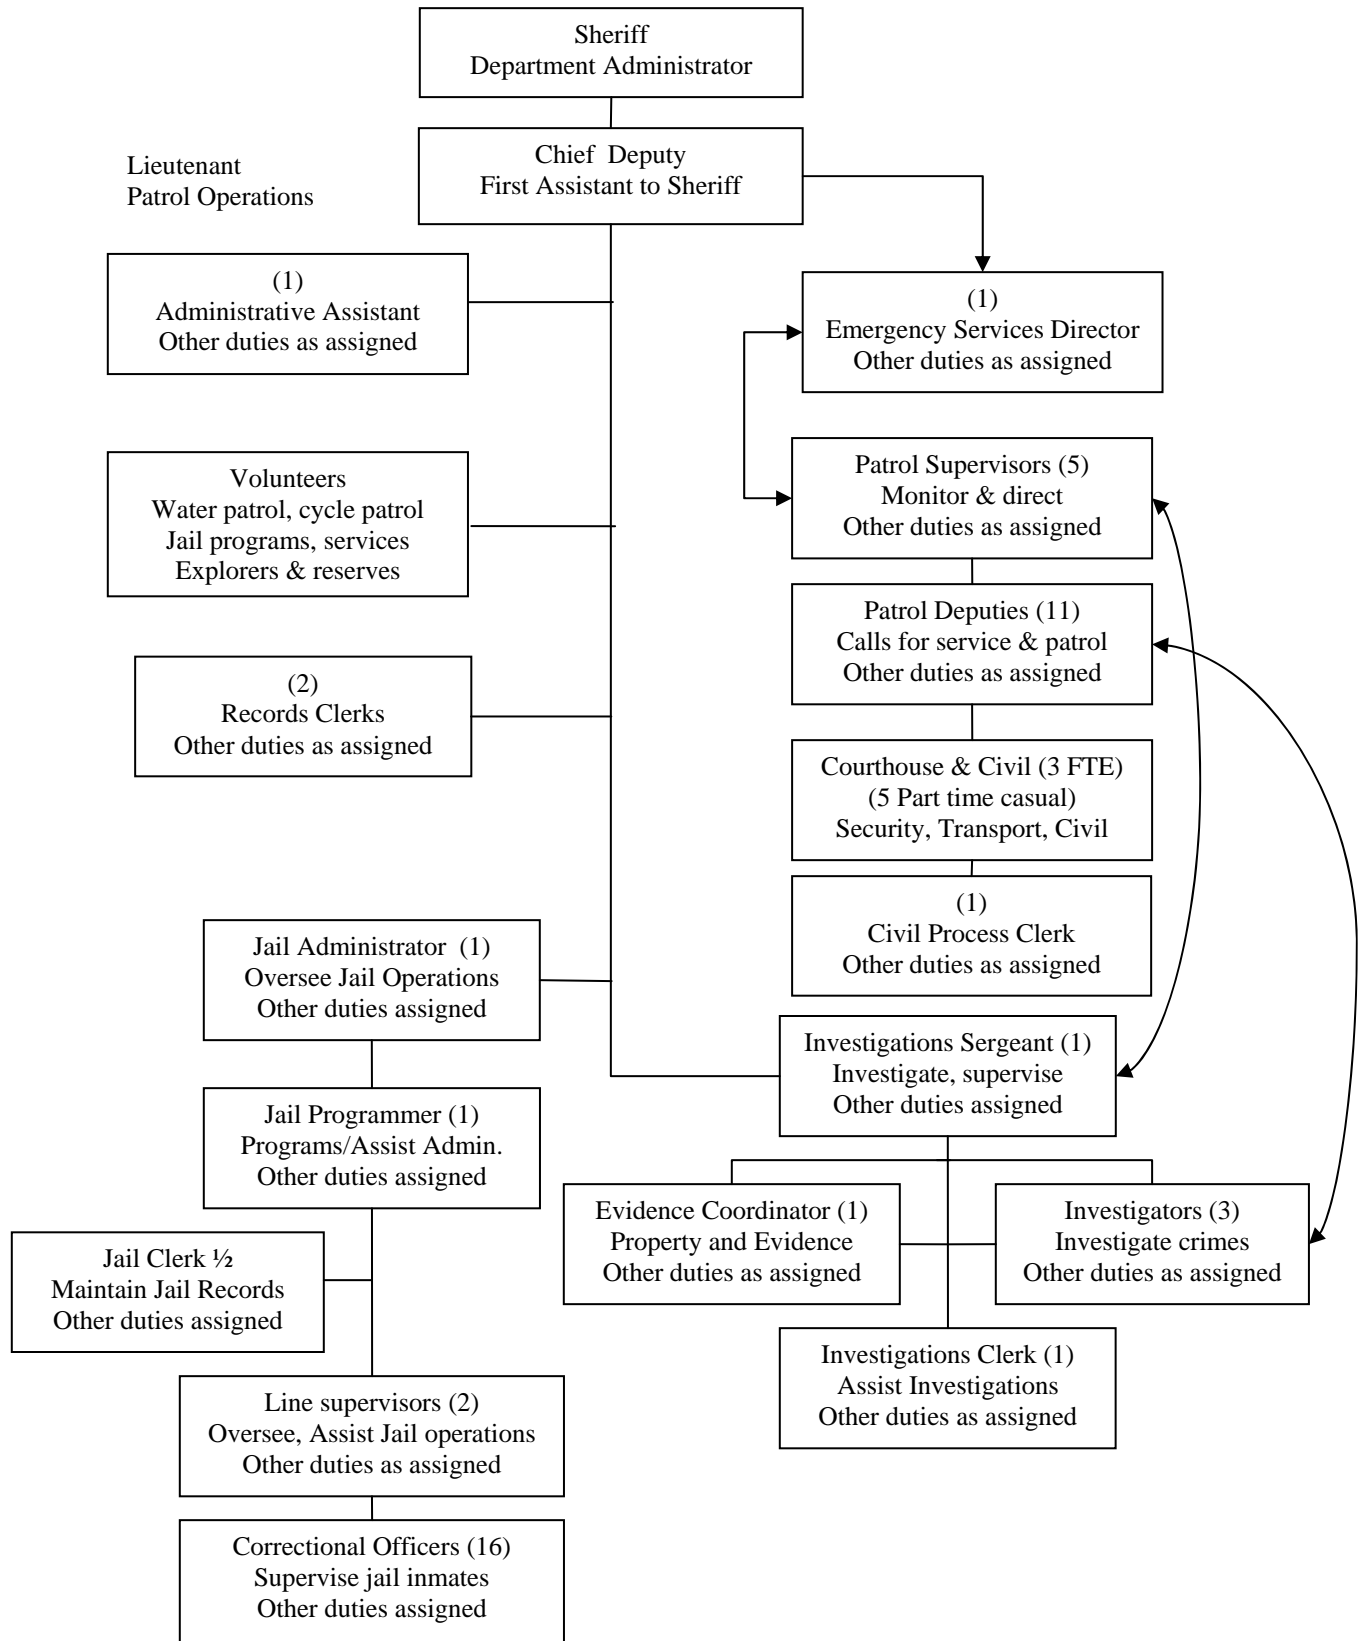 Sheriff
Department Administrator
Chief Deputy
First Assistant to Sheriff
Lieutenant
Patrol Operations
(1)
Administrative Assistant
Other duties as assigned
(1)
Emergency Services Director
Other duties as assigned
Volunteers
Water patrol, cycle patrol
Jail programs, services
Explorers & reserves
Patrol Supervisors (5)
Monitor & direct
Other duties as assigned
Patrol Deputies (11)
Calls for service & patrol
Other duties as assigned
(2)
Records Clerks
Other duties as assigned
Courthouse & Civil (3 FTE)
(5 Part time casual)
Security, Transport, Civil
(1)
Civil Process Clerk
Other duties as assigned
Jail Administrator (1)
Oversee Jail Operations
Other duties assigned
Investigations Sergeant (1)
Investigate, supervise
Other duties assigned
Jail Programmer (1)
Programs/Assist Admin.
Other duties assigned
Evidence Coordinator (1)
Property and Evidence
Other duties as assigned
Investigators (3)
Investigate crimes
Other duties as assigned
Jail Clerk ½
Maintain Jail Records
Other duties assigned
Investigations Clerk (1)
Assist Investigations
Other duties as assigned
Line supervisors (2)
Oversee, Assist Jail operations
Other duties as assigned
Correctional Officers (16)
Supervise jail inmates
Other duties assigned